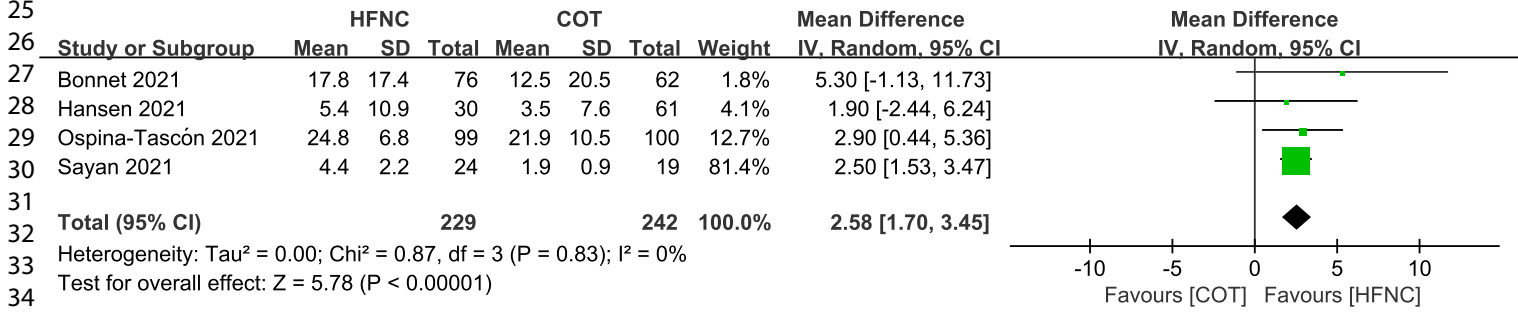 25
HFNC COT Mean Difference Mean Difference
26
Study or Subgroup Mean SD Total Mean SD Total Weight IV, Random, 95% CI IV, Random, 95% CI
27 Bonnet 2021 17.8 17.4 76 12.5 20.5 62 1.8% 5.30 [-1.13, 11.73]
28 Hansen 2021 5.4 10.9 30 3.5 7.6 61 4.1% 1.90 [-2.44, 6.24]
29 Ospina-Tascón 2021 24.8 6.8 99 21.9 10.5 100 12.7% 2.90 [0.44, 5.36]
30 Sayan 2021 4.4 2.2 24 1.9 0.9 19 81.4% 2.50 [1.53, 3.47]
31
32 Total (95% CI) 229 242 100.0% 2.58 [1.70, 3.45]
33 Heterogeneity: Tau² = 0.00; Chi² = 0.87, df = 3 (P = 0.83); I² = 0%
-10 -5 0 5 10
34 Test for overall effect: Z = 5.78 (P < 0.00001)
Favours [COT] Favours [HFNC]